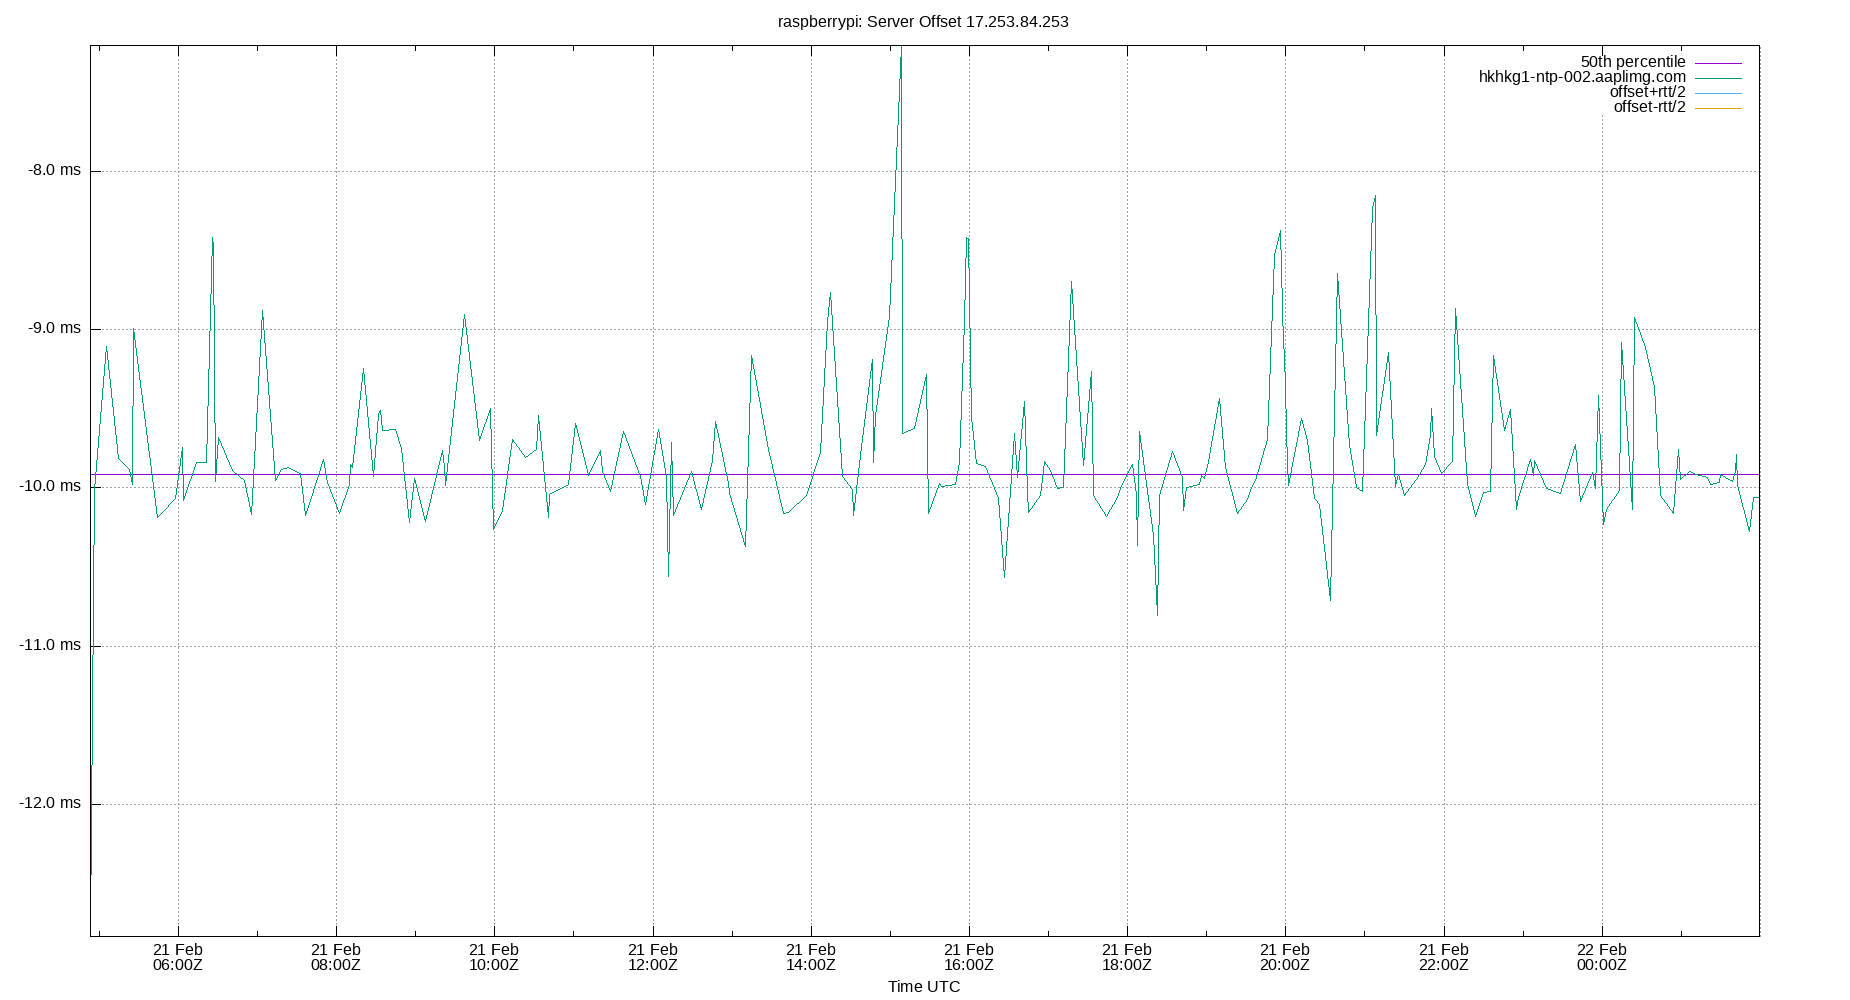 raspberrypi: Server Offset 17.253.84.253
50th percentile
hkhkg1-ntp-002.aaplimg.com
offset+rtt/2
offset-rtt/2
-8.0 ms
-9.0 ms
-10.0 ms
-11.0 ms
-12.0 ms
21 Feb 21 Feb 21 Feb 21 Feb 21 Feb 21 Feb 21 Feb 21 Feb 21 Feb 22 Feb
06:00Z 08:00Z 10:00Z 12:00Z 14:00Z 16:00Z 18:00Z 20:00Z 22:00Z 00:00Z
Time UTC